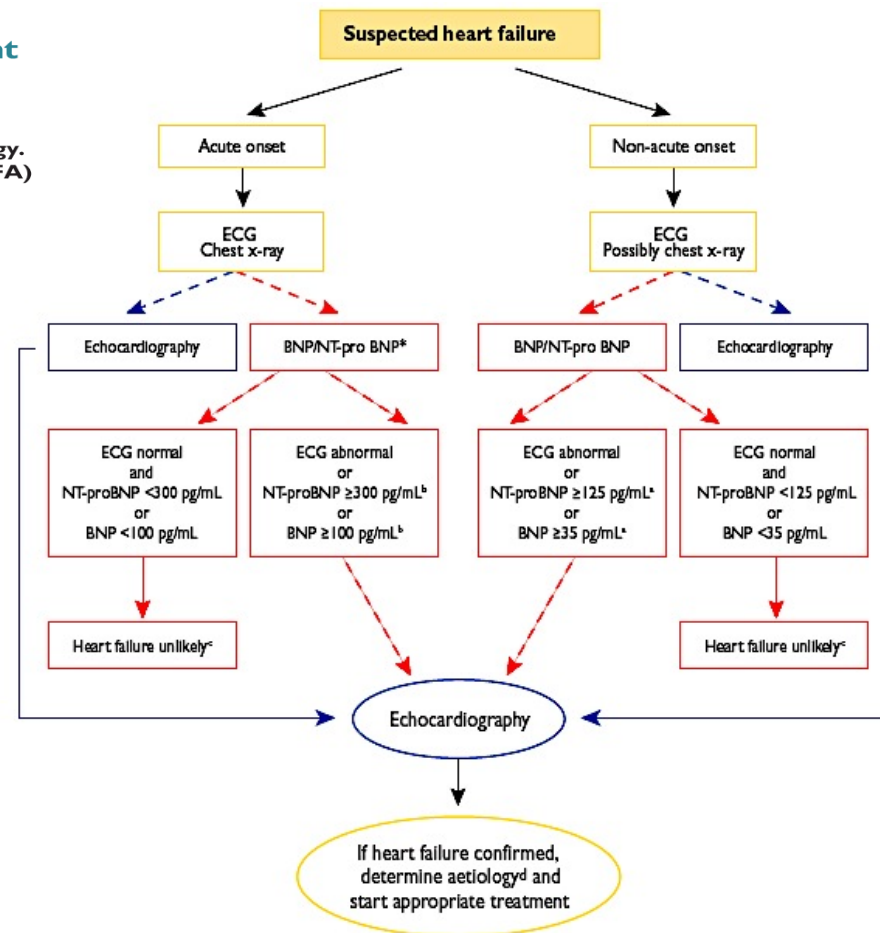 nt
gy.
FA)
Suspected heart failure
Acute onset
Non-acute onset
ECG
Chest x-ray
ECG
Possibly chest x-ray
Echocardiography
BNP/NT-pro BNP*
BNP/NT-pro BNP
Echocardiography
ECG normal
and
NT-proBNP <300 pg/mL
or
BNP <100 pg/mL
ECG abnormal
or
NT-proBNP ≥300 pg/mLᵇ
or
BNP ≥100 pg/mLᵇ
ECG abnormal
or
NT-proBNP ≥125 pg/mLᵃ
or
BNP ≥35 pg/mLᵃ
ECG normal
and
NT-proBNP <125 pg/mL
or
BNP <35 pg/mL
Heart failure unlikelyᶜ
Heart failure unlikelyᶜ
Echocardiography
If heart failure confirmed,
determine aetiologyᵈ and
start appropriate treatment